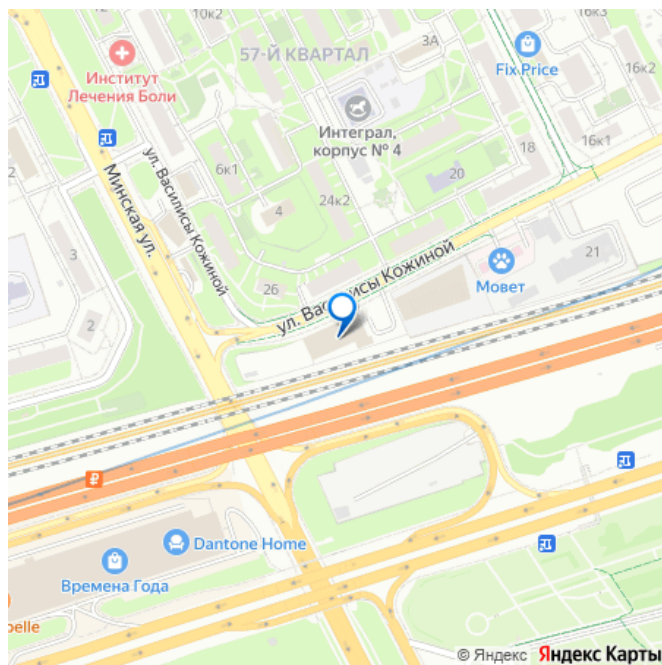 10к2
12к2
3А
16к3
57-Й КВАРТАЛ
Fix Price
16к2
Институт
Лечения Боли
Интеграл,
корпус № 4
16к1
18
6к1
20
ул. Василисы Кожиной
Минская ул.
24к2
4
3
26
ул. Василисы Кожиной
Мовет
21
2
₽
Dantone Home
Времена Года
oelle
© Яндекс Яндекс Карты